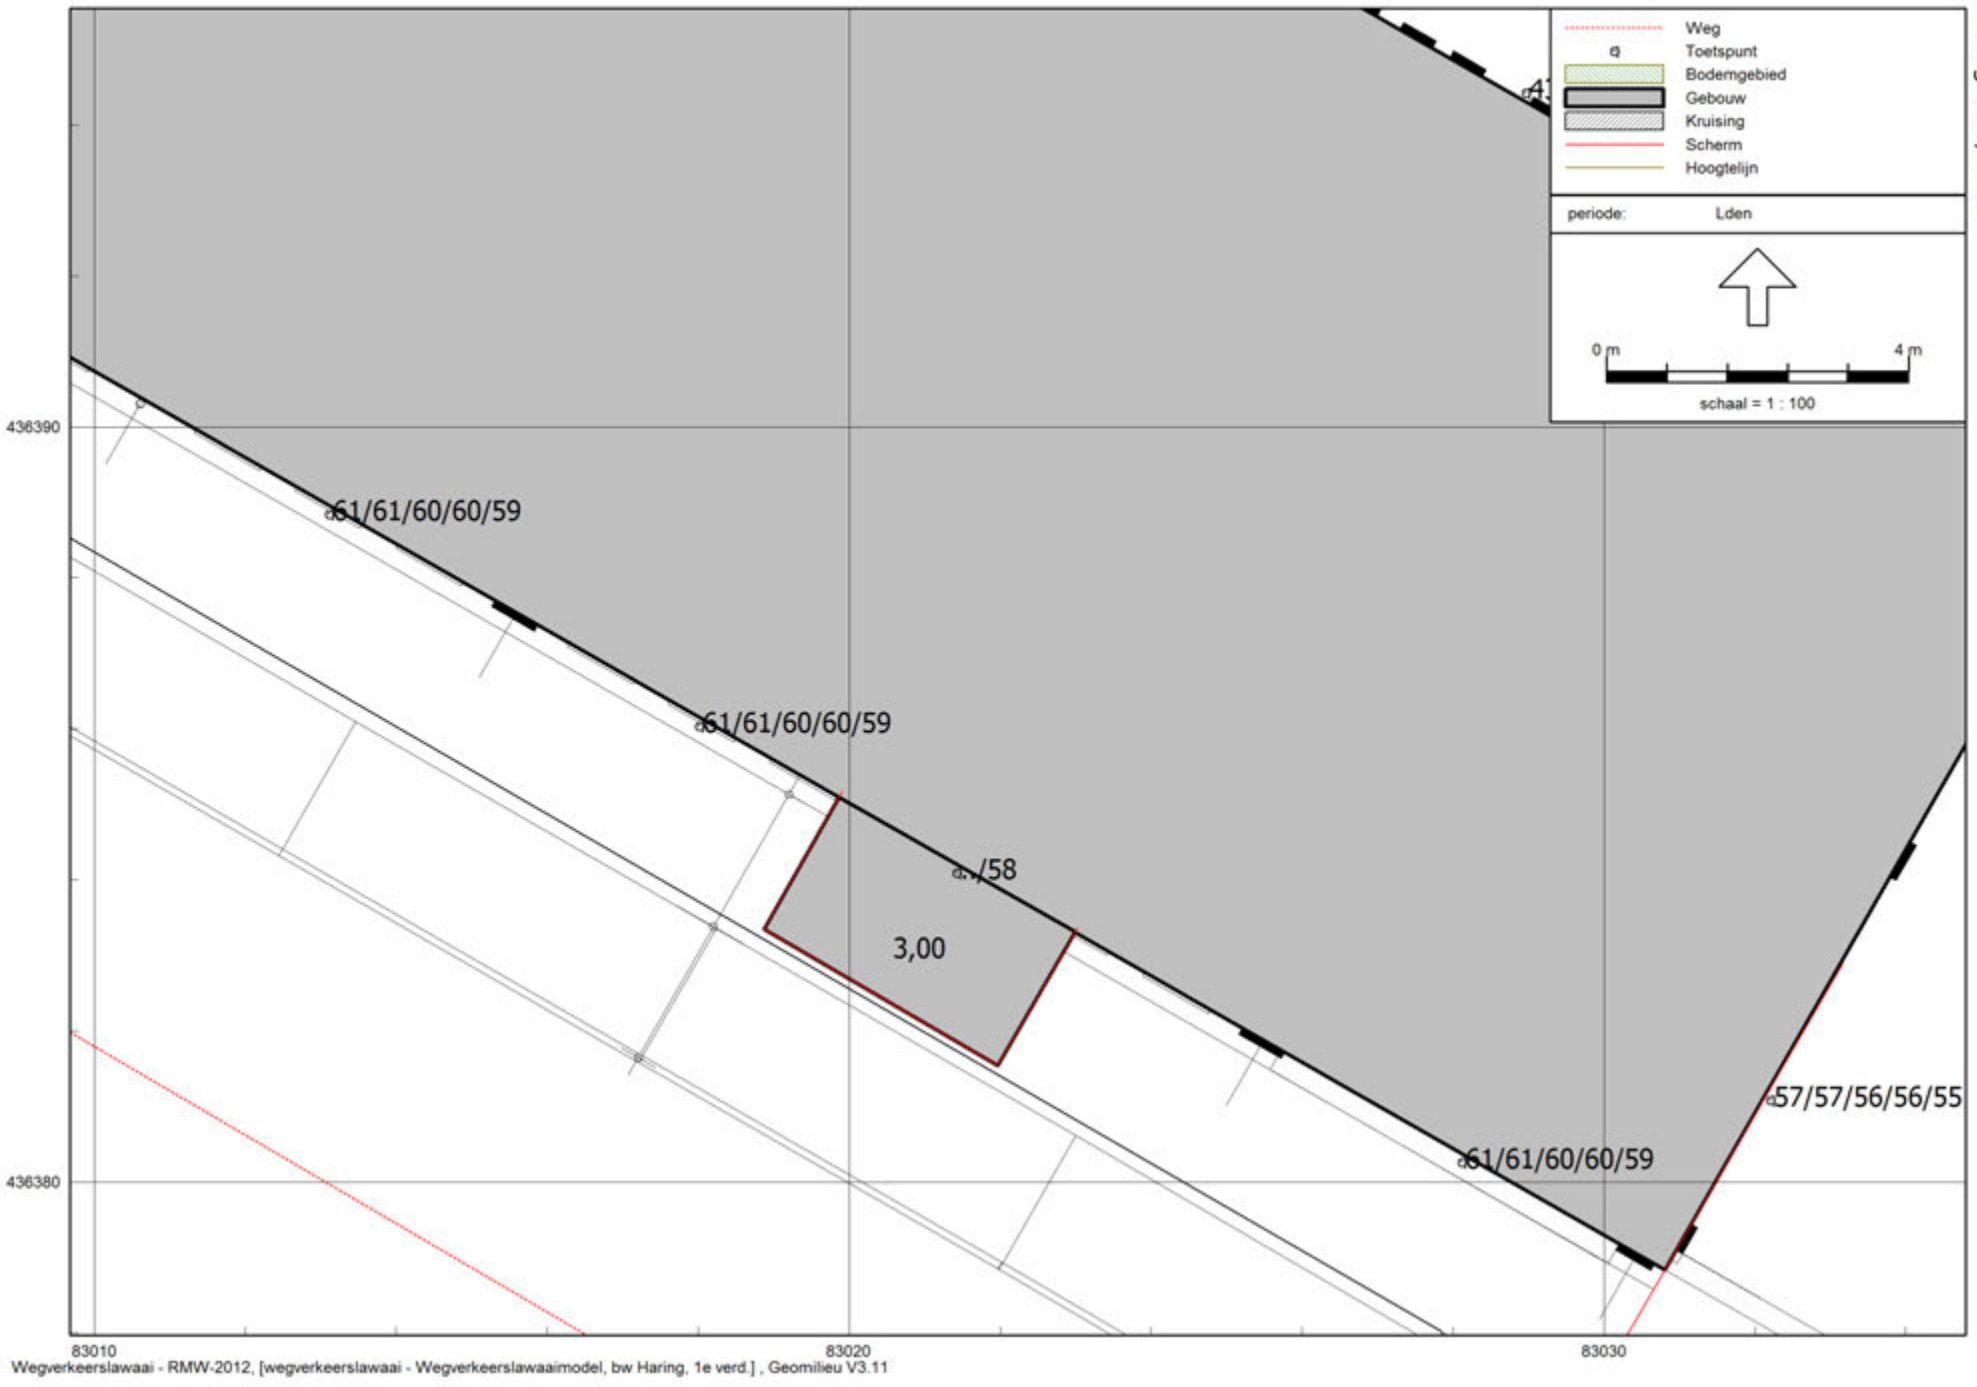 Weg
Toetspunt
Bodemgebied
Gebouw
Kruising
Scherm
Hoogtelijn
periode: Lden
0 m 4 m
schaal = 1 : 100
436390
61/61/60/60/59
61/61/60/60/59
../58
3,00
57/57/56/56/55
61/61/60/60/59
436380
83010 83020 83030
Wegverkeerslawaai - RMW-2012, [wegverkeerslawaai - Wegverkeerslawaaimodel, bw Haring, 1e verd.] , Geomilieu V3.11